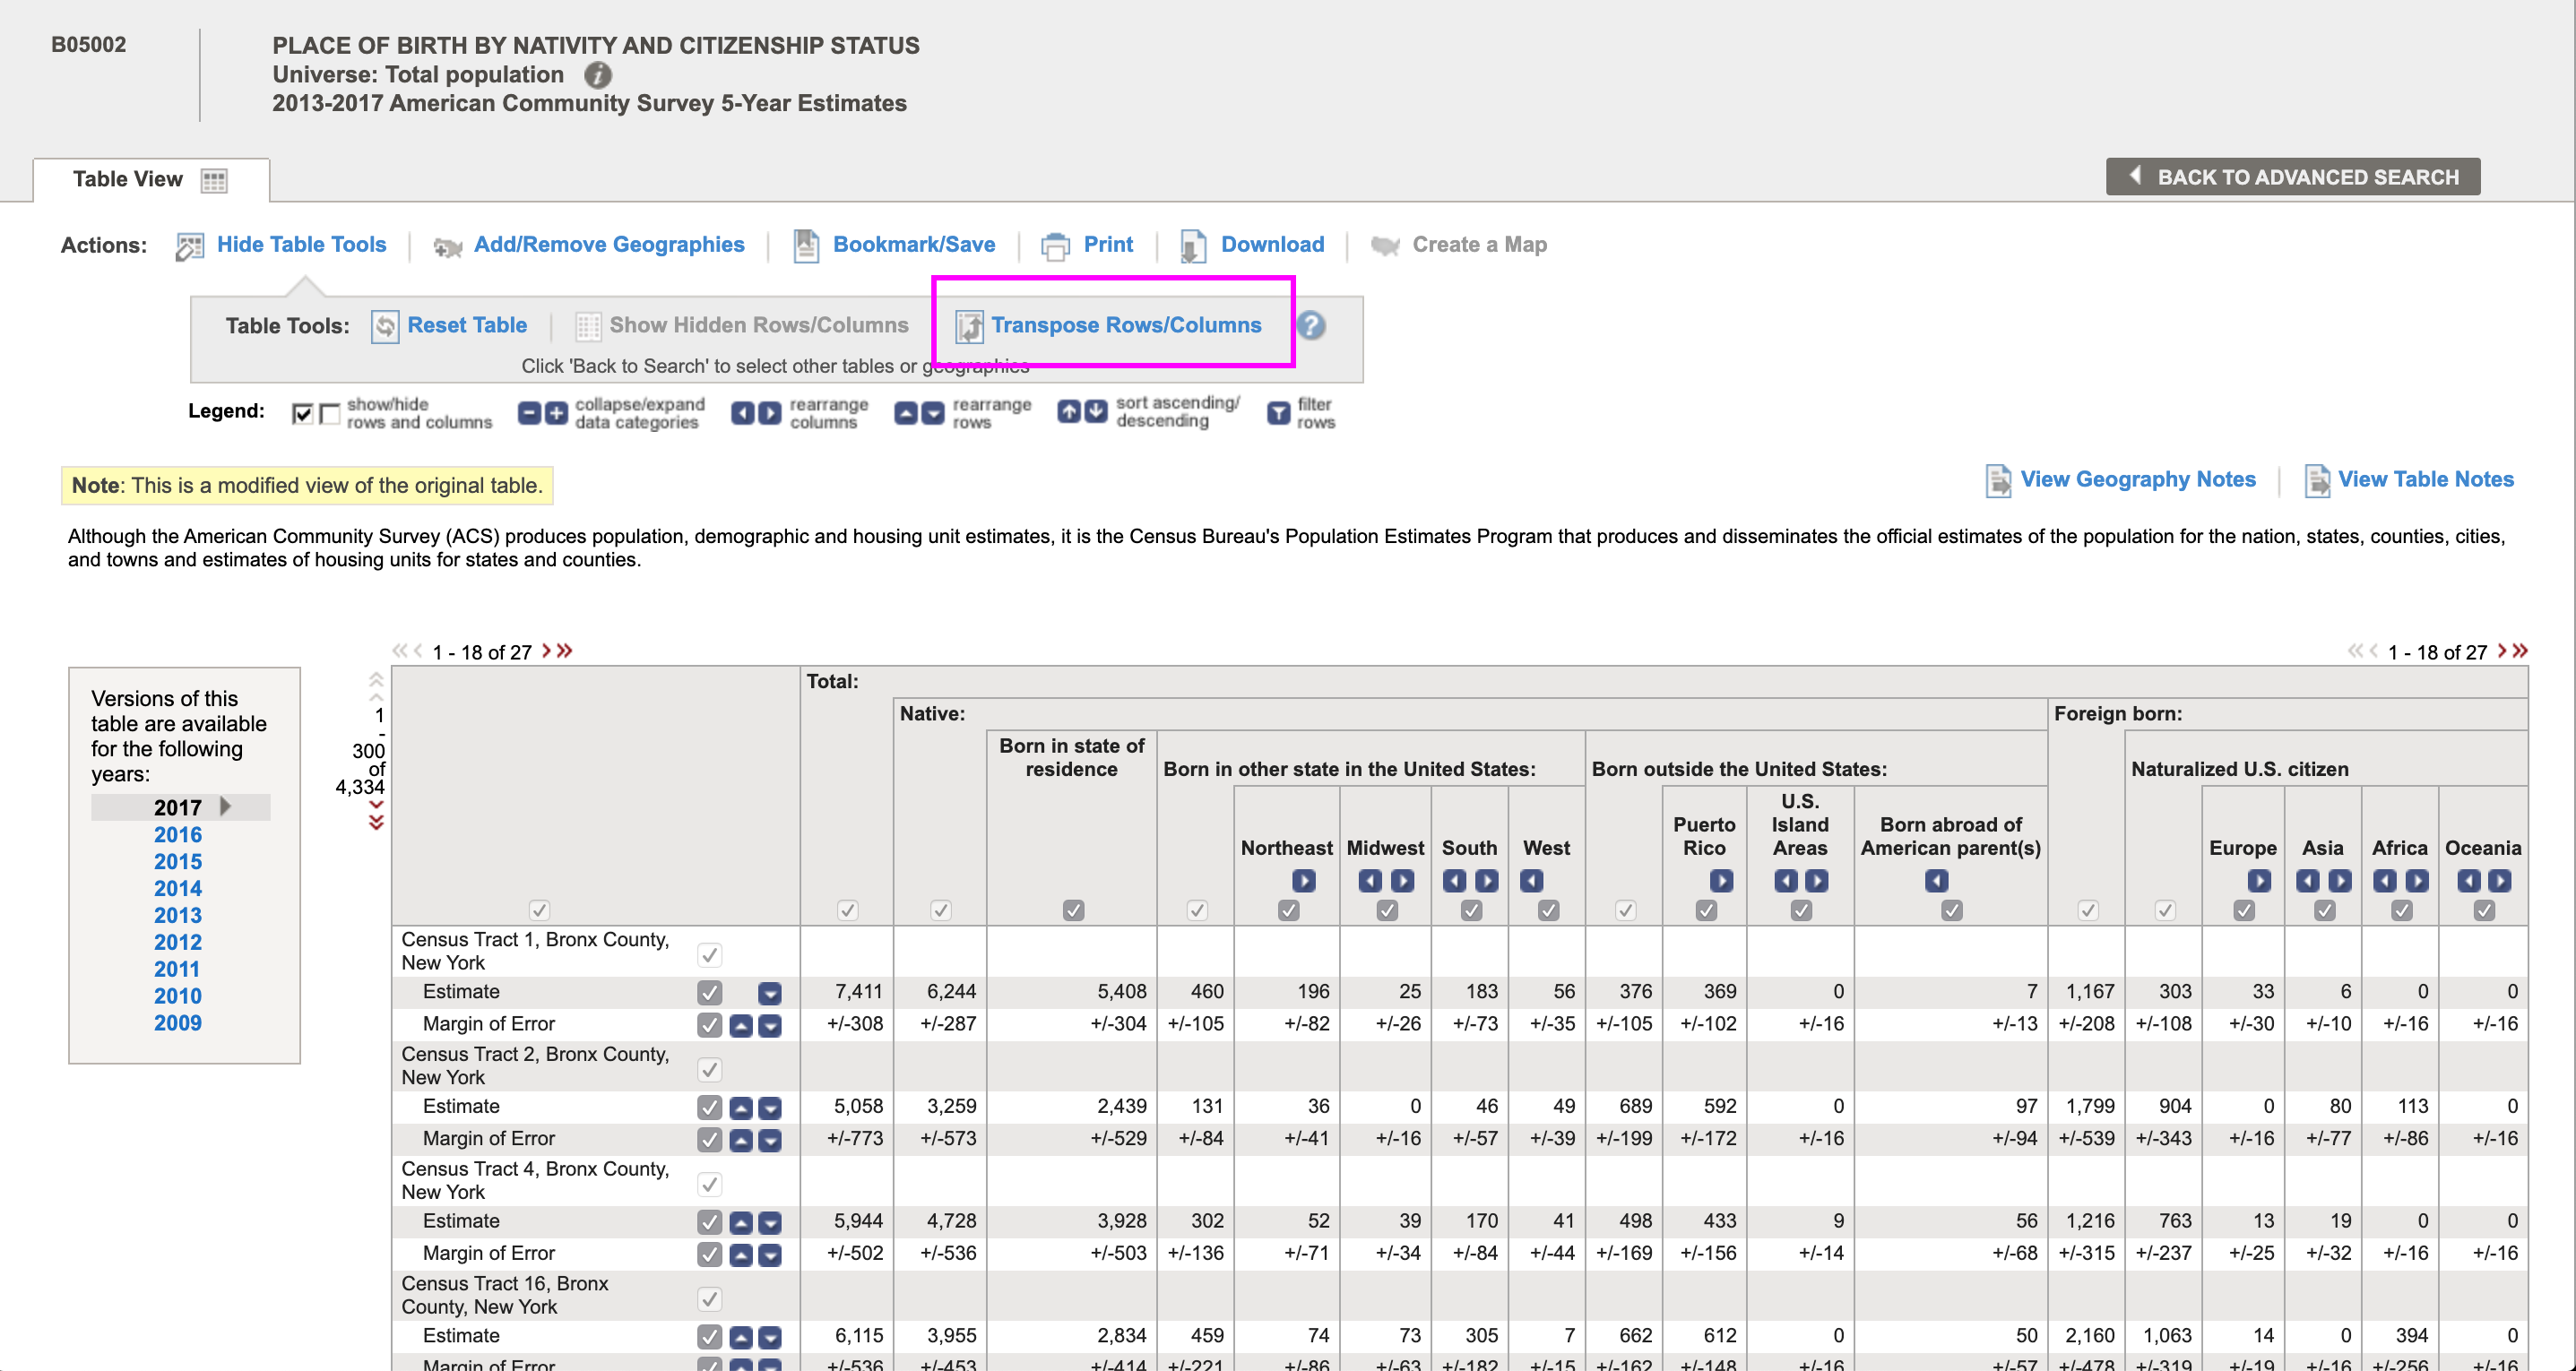 B05002
PLACE OF BIRTH BY NATIVITY AND CITIZENSHIP STATUS
Universe: Total population i
2013-2017 American Community Survey 5-Year Estimates
Table View
BACK TO ADVANCED SEARCH
Actions: Hide Table Tools Add/Remove Geographies Bookmark/Save Print Download Create a Map
Table Tools: Reset Table Show Hidden Rows/Columns Transpose Rows/Columns ?
Click 'Back to Search' to select other tables or geographies
Legend: show/hide rows and columns collapse/expand data categories rearrange columns rearrange rows sort ascending/ descending filter rows
Note: This is a modified view of the original table.
View Geography Notes View Table Notes
Although the American Community Survey (ACS) produces population, demographic and housing unit estimates, it is the Census Bureau's Population Estimates Program that produces and disseminates the official estimates of the population for the nation, states, counties, cities,
and towns and estimates of housing units for states and counties.
1 - 18 of 27
1 - 18 of 27
Versions of this
table are available
for the following
years:
2017
2016
2015
2014
2013
2012
2011
2010
2009
1
-
300
of
4,334
Total:
Native:
Foreign born:
Born in state of
residence
Born in other state in the United States:
Born outside the United States:
Naturalized U.S. citizen
Northeast Midwest South West
Puerto
Rico
U.S.
Island
Areas
Born abroad of
American parent(s)
Europe Asia Africa Oceania
Census Tract 1, Bronx County,
New York
Estimate 7,411 6,244 5,408 460 196 25 183 56 376 369 0 7 1,167 303 33 6 0 0
Margin of Error +/-308 +/-287 +/-304 +/-105 +/-82 +/-26 +/-73 +/-35 +/-105 +/-102 +/-16 +/-13 +/-208 +/-108 +/-30 +/-10 +/-16 +/-16
Census Tract 2, Bronx County,
New York
Estimate 5,058 3,259 2,439 131 36 0 46 49 689 592 0 97 1,799 904 0 80 113 0
Margin of Error +/-773 +/-573 +/-529 +/-84 +/-41 +/-16 +/-57 +/-39 +/-199 +/-172 +/-16 +/-94 +/-539 +/-343 +/-16 +/-77 +/-86 +/-16
Census Tract 4, Bronx County,
New York
Estimate 5,944 4,728 3,928 302 52 39 170 41 498 433 9 56 1,216 763 13 19 0 0
Margin of Error +/-502 +/-536 +/-503 +/-136 +/-71 +/-34 +/-84 +/-44 +/-169 +/-156 +/-14 +/-68 +/-315 +/-237 +/-25 +/-32 +/-16 +/-16
Census Tract 16, Bronx
County, New York
Estimate 6,115 3,955 2,834 459 74 73 305 7 662 612 0 50 2,160 1,063 14 0 394 0
Margin of Error +/-536 +/-453 +/-414 +/-221 +/-86 +/-63 +/-182 +/-15 +/-162 +/-148 +/-16 +/-57 +/-478 +/-319 +/-19 +/-16 +/-256 +/-16